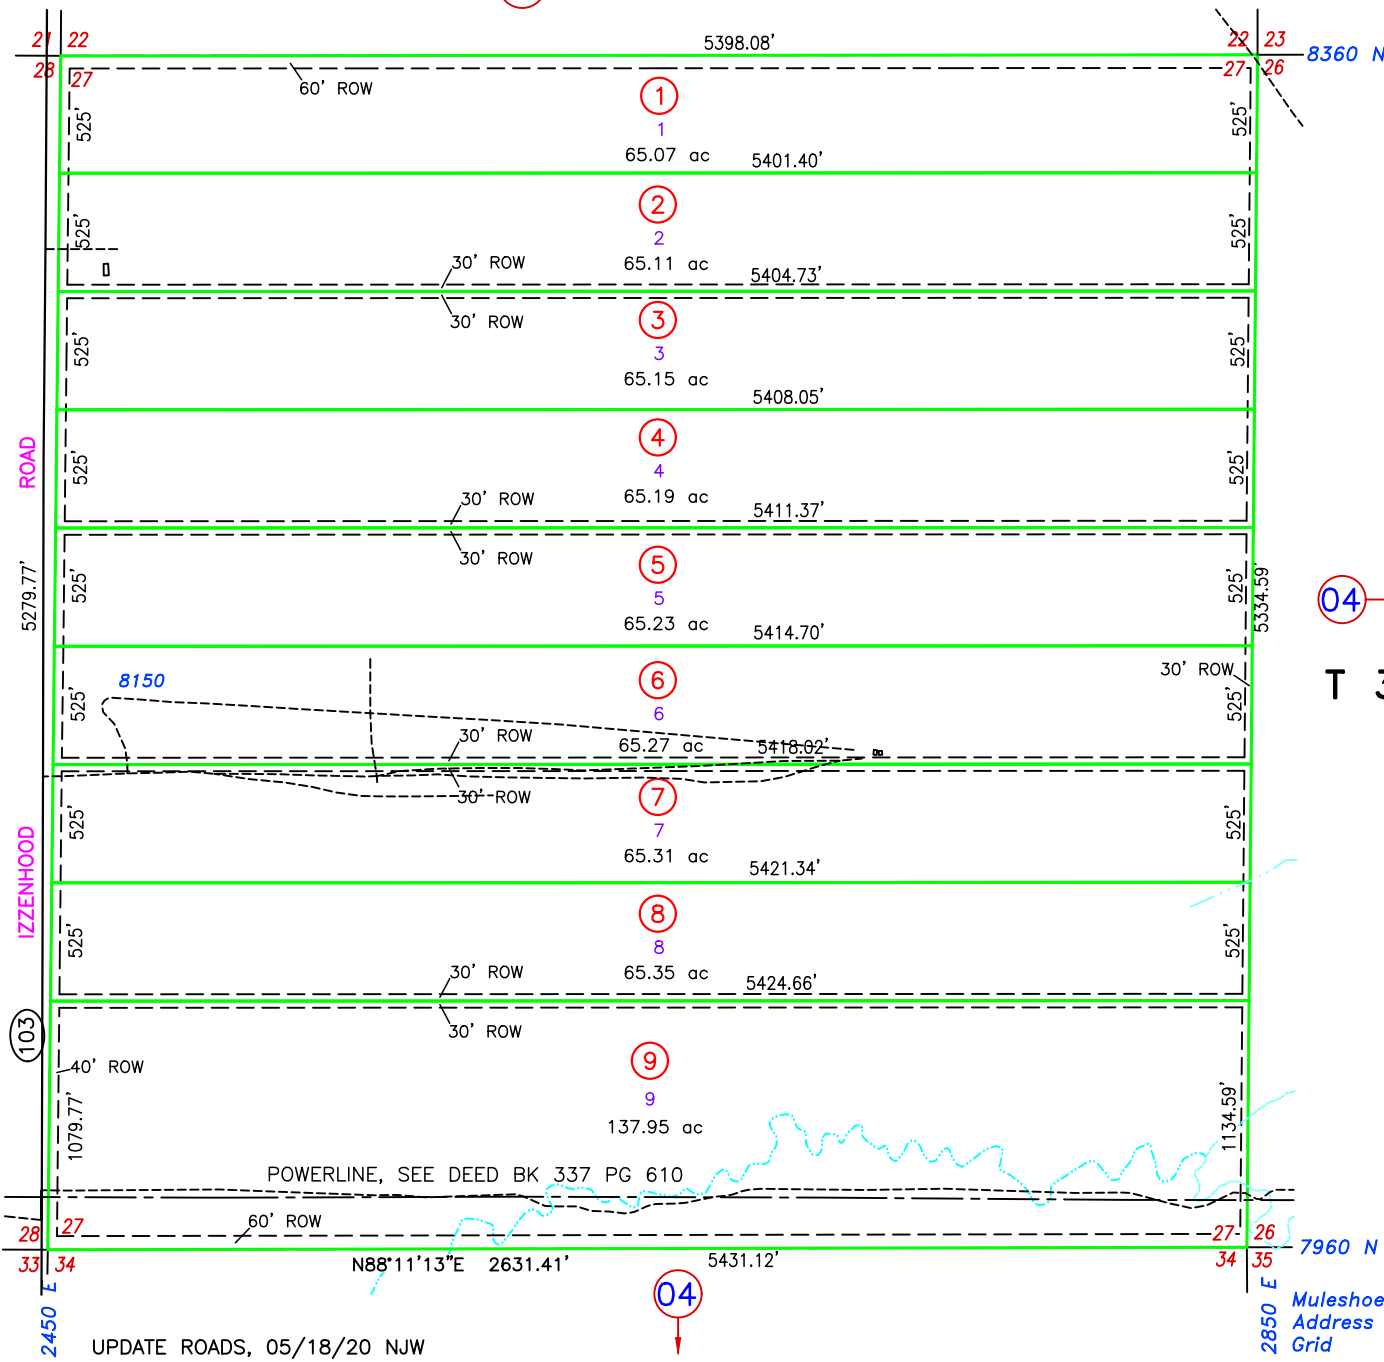 21 22
5398.08'
22 23
8360 N
28 27
27 26
60' ROW
1
1
65.07 ac
525'
525'
5401.40'
2
2
65.11 ac
525'
525'
30' ROW
5404.73'
30' ROW
3
3
65.15 ac
525'
525'
5408.05'
4
4
65.19 ac
525'
525'
ROAD
30' ROW
5411.37'
30' ROW
5
5
65.23 ac
525'
525'
5279.77'
5334.59'
04
5414.70'
30' ROW
T 3
8150
6
6
65.27 ac
525'
525'
30' ROW
5418.02'
30' ROW
7
7
65.31 ac
525'
525'
5421.34'
IZZENHOOD
8
8
65.35 ac
525'
525'
30' ROW
5424.66'
30' ROW
103
40' ROW
9
9
137.95 ac
1079.77'
1134.59'
POWERLINE, SEE DEED BK 337 PG 610
60' ROW
28 27
27 26
33 34
34 35
7960 N
N88°11'13"E 2631.41'
5431.12'
04
2450 E
2850 E
Muleshoe
Address
Grid
UPDATE ROADS, 05/18/20 NJW